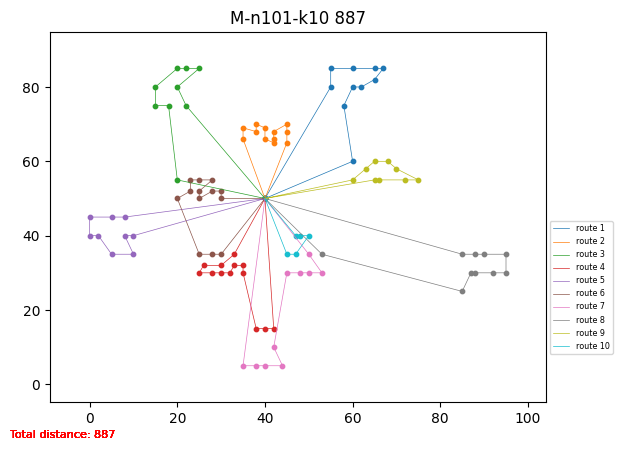 M-n101-k10 887
80
60
40
20
0
0
20
40
60
80
100
route 1
route 2
route 3
route 4
route 5
route 6
route 7
route 8
route 9
route 10
Total distance: 887